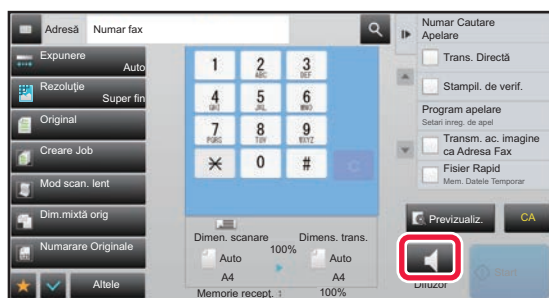 Adresă
Numar fax
Expunere
Auto
Rezoluţie
Super fin
Original
Creare Job
Mod scan. lent
Dim.mixtă orig
Numarare Originale
Altele
1
2 ABC
3 DEF
4 GHI
5 JKL
6 MNO
7 PQRS
8 TUV
9 WXYZ
0
#
C
Dimen. scanare
100%
Dimens. trans.
Auto
A4
Auto
A4
Memorie recept. :
100%
Numar Cautare
Apelare
Trans. Directă
Stampil. de verif.
Program apelare
Setari inreg. de apel
Transm. ac. imagine
ca Adresa Fax
Fisier Rapid
Mem. Datele Temporar
Previzualiz.
CA
Difuzor
Start